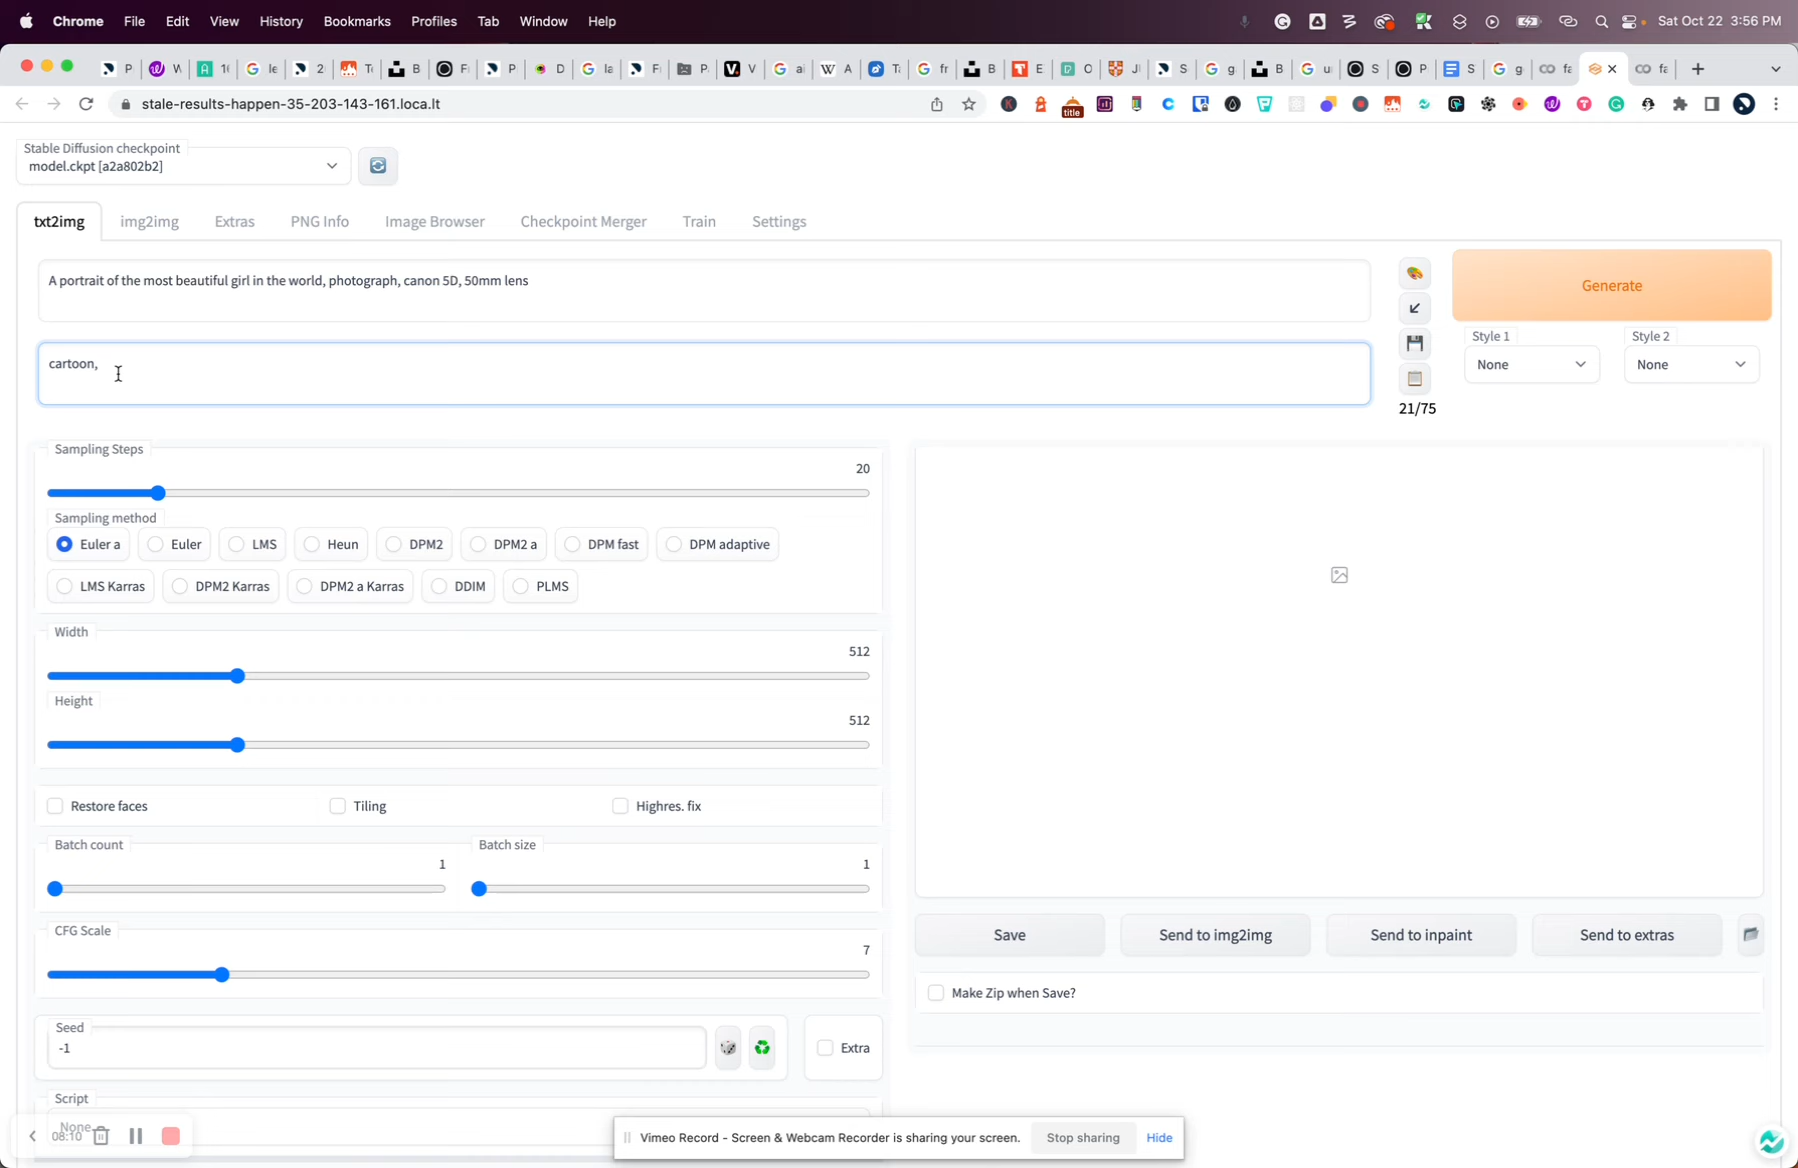 Chrome File Edit View History Bookmarks Profiles Tab Window Help Sat Oct 22 3:56 PM
stale-results-happen-35-203-143-161.loca.lt
title
Stable Diffusion checkpoint
model.ckpt [a2a802b2]
txt2img img2img Extras PNG Info Image Browser Checkpoint Merger Train Settings
A portrait of the most beautiful girl in the world, photograph, canon 5D, 50mm lens
Generate
Style 1 Style 2
None None
cartoon,
21/75
Sampling Steps
20
Sampling method
Euler a Euler LMS Heun DPM2 DPM2 a DPM fast DPM adaptive
LMS Karras DPM2 Karras DPM2 a Karras DDIM PLMS
Width
512
Height
512
Restore faces Tiling Highres. fix
Batch count Batch size
1 1
CFG Scale
7
Save Send to img2img Send to inpaint Send to extras
Make Zip when Save?
Seed
-1
Extra
Script
None
08:10
Vimeo Record - Screen & Webcam Recorder is sharing your screen. Stop sharing Hide